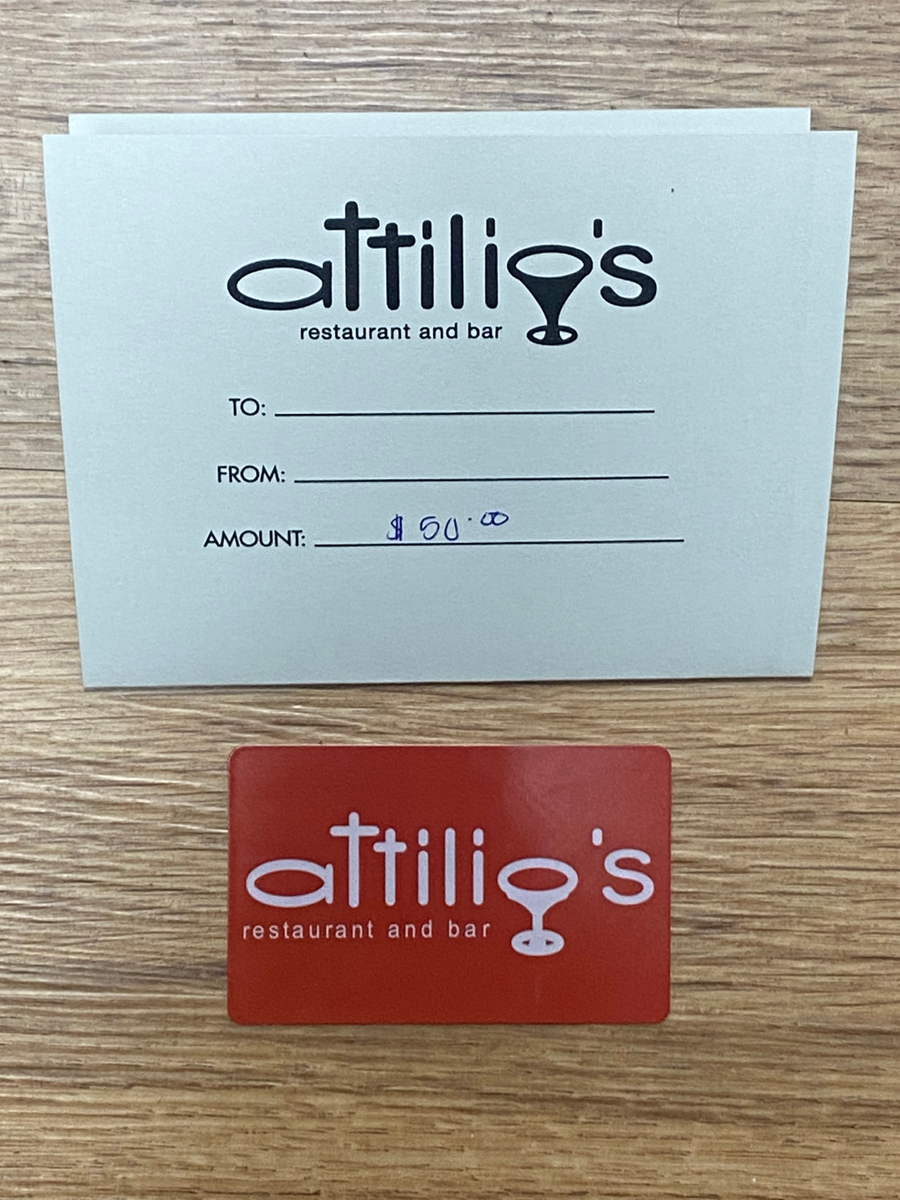 attilio's
restaurant and bar
TO:
FROM:
AMOUNT: $50.00
attilio's
restaurant and bar